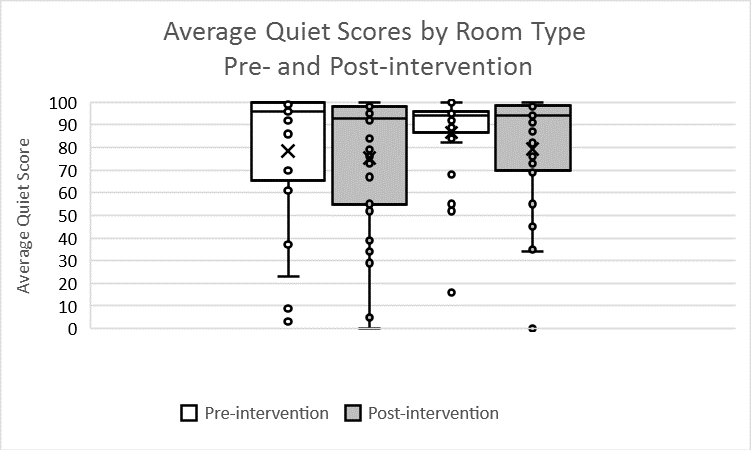 Average Quiet Scores by Room Type
Pre- and Post-intervention
Average Quiet Score
100
90
80
70
60
50
40
30
20
10
0
Pre-intervention
Post-intervention